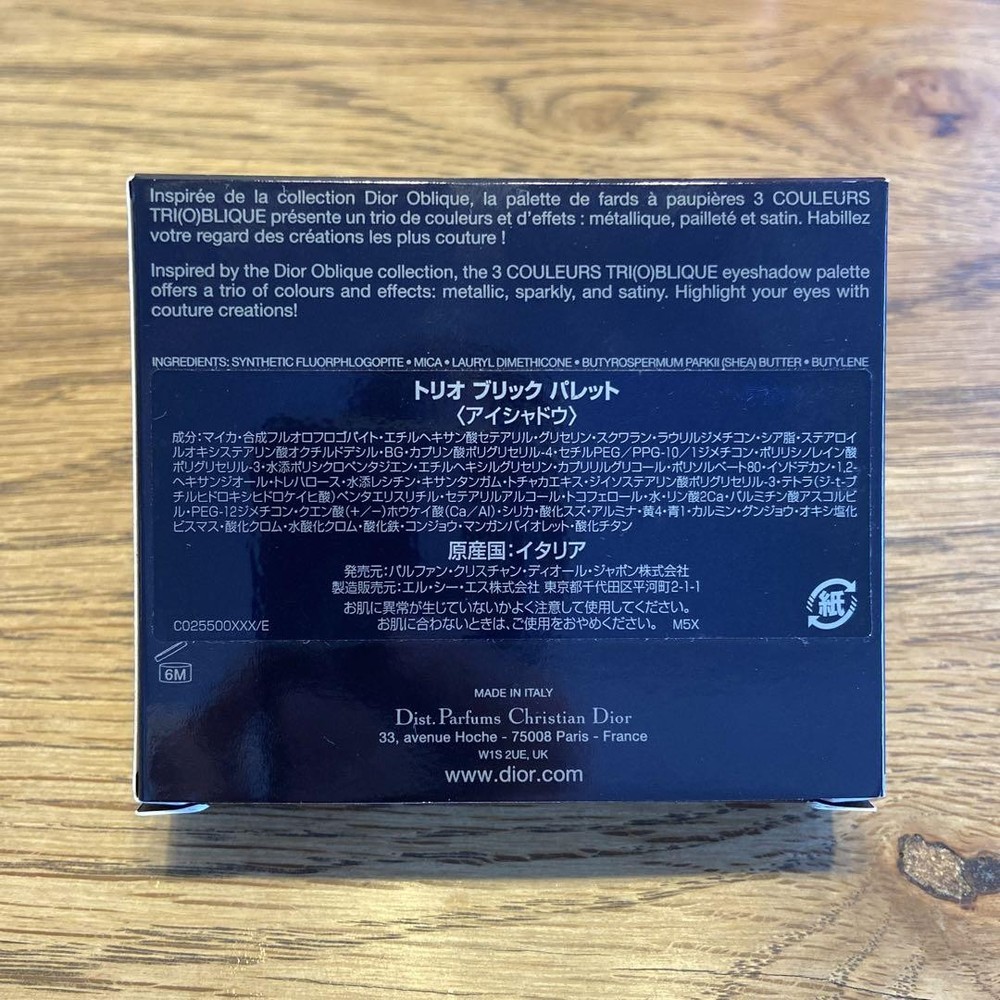 Inspirée de la collection Dior Oblique, la palette de fards à paupières 3 COULEURS
TRI(O)BLIQUE présente un trio de couleurs et d'effets : métallique, pailleté et satin. Habillez
votre regard des créations les plus couture !
Inspired by the Dior Oblique collection, the 3 COULEURS TRI(O)BLIQUE eyeshadow palette
offers a trio of colours and effects: metallic, sparkly, and satiny. Highlight your eyes with
couture creations!
INGREDIENTS: SYNTHETIC FLUORPHLOGOPITE • MICA • LAURYL DIMETHICONE • BUTYROSPERMUM PARKII (SHEA) BUTTER • BUTYLENE
トリオ ブリック パレット
〈アイシャドウ〉
成分：マイカ・合成フルオロフロゴパイト・エチルヘキサン酸セテアリル・グリセリン・スクワラン・ラウリルジメチコン・シア脂・ステアロイ
ルオキシステアリン酸オクチルドデシル・BG・カプリン酸ポリグリセリル-4・セチルPEG／PPG-10／1ジメチコン・ポリリシノレイン酸
ポリグリセリル-3・水添ポリシクロペンタジエン・エチルヘキシルグリセリン・カプリリルグリコール・ポリソルベート80・イソドデカン・1,2-
ヘキサンジオール・トレハロース・水添レシチン・キサンタンガム・トチャカエキス・ジイソステアリン酸ポリグリセリル-3・テトラ(ジ-t-ブ
チルヒドロキシヒドロケイヒ酸)ペンタエリスリチル・セテアリルアルコール・トコフェロール・水・リン酸2Ca・パルミチン酸アスコルビ
ル・PEG-12ジメチコン・クエン酸(＋/－)ホウケイ酸(Ca／Al)・シリカ・酸化スズ・アルミナ・黄4・青1・カルミン・グンジョウ・オキシ塩化
ビスマス・酸化クロム・水酸化クロム・酸化鉄・コンジョウ・マンガンバイオレット・酸化チタン
原産国：イタリア
発売元：パルファン・クリスチャン・ディオール・ジャポン株式会社
製造販売元：エル・シー・エス株式会社 東京都千代田区平河町2-1-1
お肌に異常が生じていないかよく注意して使用してください。
お肌に合わないときは、ご使用をおやめください。 M5X
紙
C025500XXX/E
6M
MADE IN ITALY
Dist. Parfums Christian Dior
33, avenue Hoche - 75008 Paris - France
W1S 2UE, UK
www.dior.com